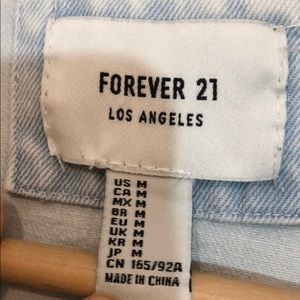 FOREVER 21
LOS ANGELES
US M
CA M
MX M
BR M
EU M
UK M
KR M
JP M
CN 165/92A
MADE IN CHINA